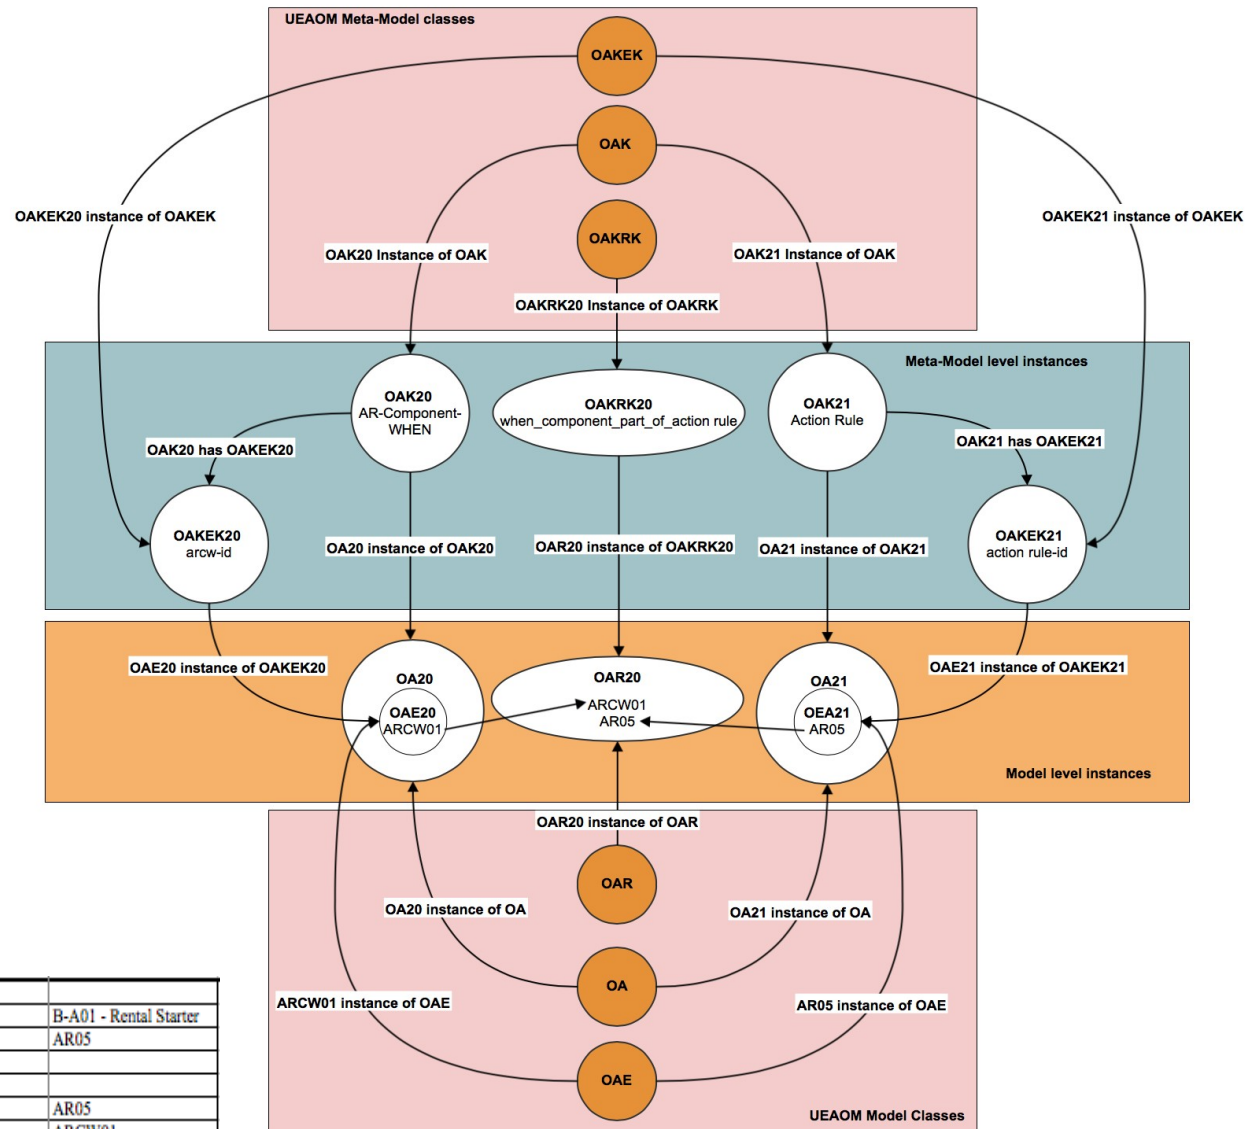 UEAOM Meta-Model classes
OAKEK
OAK
OAKRK
OAKEK20 instance of OAKEK
OAKEK21 instance of OAKEK
OAK20 Instance of OAK
OAK21 Instance of OAK
OAKRK20 Instance of OAKRK
Meta-Model level instances
OAK20
AR-Component-
WHEN
OAKRK20
when_component_part_of_action rule
OAK21
Action Rule
OAK20 has OAKEK20
OAK21 has OAKEK21
OAKEK20
arcw-id
OAKEK21
action rule-id
OA20 instance of OAK20
OAR20 instance of OAKRK20
OA21 instance of OAK21
OAE20 instance of OAKEK20
OAE21 instance of OAKEK21
OA20
OAE20
ARCW01
OAR20
ARCW01
AR05
OA21
OEA21
AR05
Model level instances
OAR20 instance of OAR
OAR
OA20 instance of OA
OA21 instance of OA
OA
ARCW01 instance of OAE
AR05 instance of OAE
OAE
UEAOM Model Classes
B-A01 - Rental Starter
AR05
AR05
ARCW01